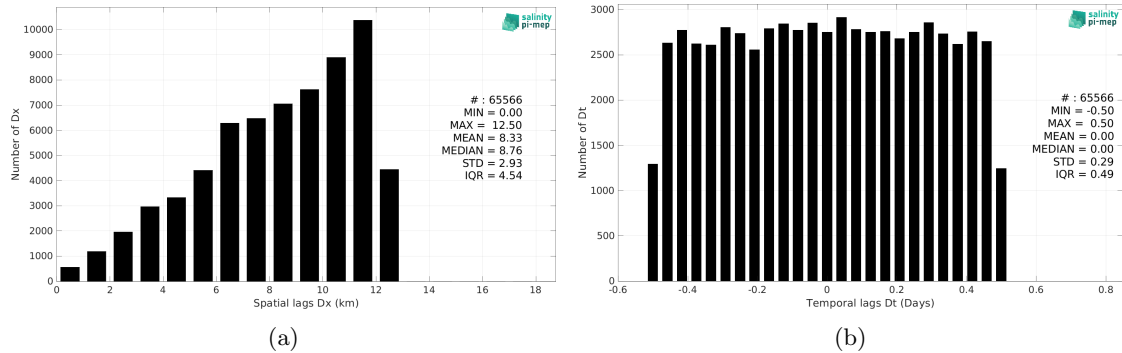 salinity
pi-mep
# : 65566
MIN = 0.00
MAX = 12.50
MEAN = 8.33
MEDIAN = 8.76
STD = 2.93
IQR = 4.54
Number of Dx
10000
9000
8000
7000
6000
5000
4000
3000
2000
1000
0
0 2 4 6 8 10 12 14 16 18
Spatial lags Dx (km)
(a)
salinity
pi-mep
# : 65566
MIN = -0.50
MAX = 0.50
MEAN = 0.00
MEDIAN = 0.00
STD = 0.29
IQR = 0.49
Number of Dt
3000
2500
2000
1500
1000
500
0
-0.6 -0.4 -0.2 0 0.2 0.4 0.6 0.8
Temporal lags Dt (Days)
(b)